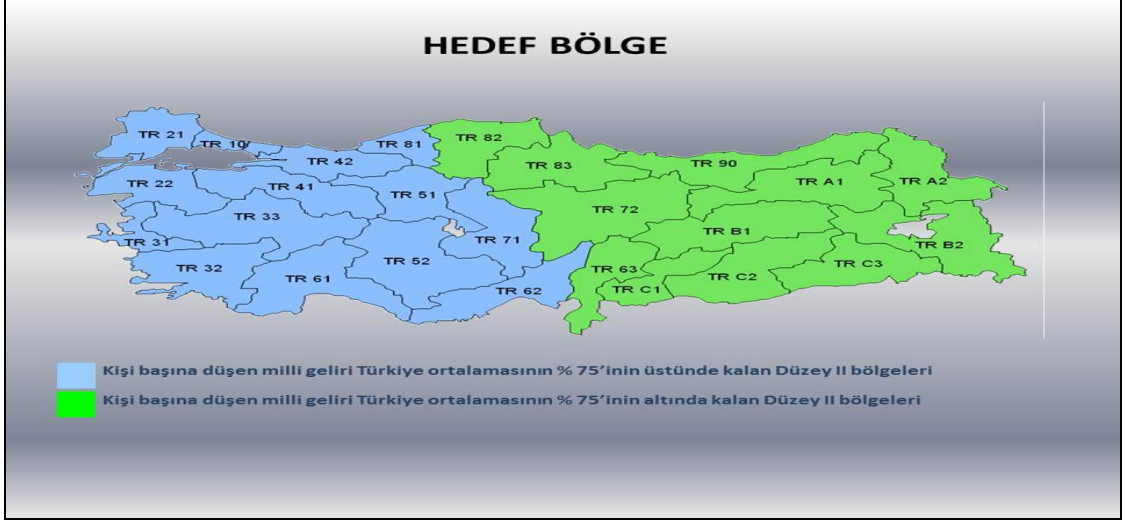 HEDEF BÖLGE
TR 21
TR 10
TR 81
TR 82
TR 42
TR 83
TR 90
TR 22
TR 41
TR 51
TR A1
TR A2
TR 33
TR 72
TR 31
TR 71
TR B1
TR B2
TR 32
TR 61
TR 52
TR 63
TR C2
TR C3
TR 62
TR C1
Kişi başına düşen milli geliri Türkiye ortalamasının % 75'inin üstünde kalan Düzey II bölgeleri
Kişi başına düşen milli geliri Türkiye ortalamasının % 75'inin altında kalan Düzey II bölgeleri